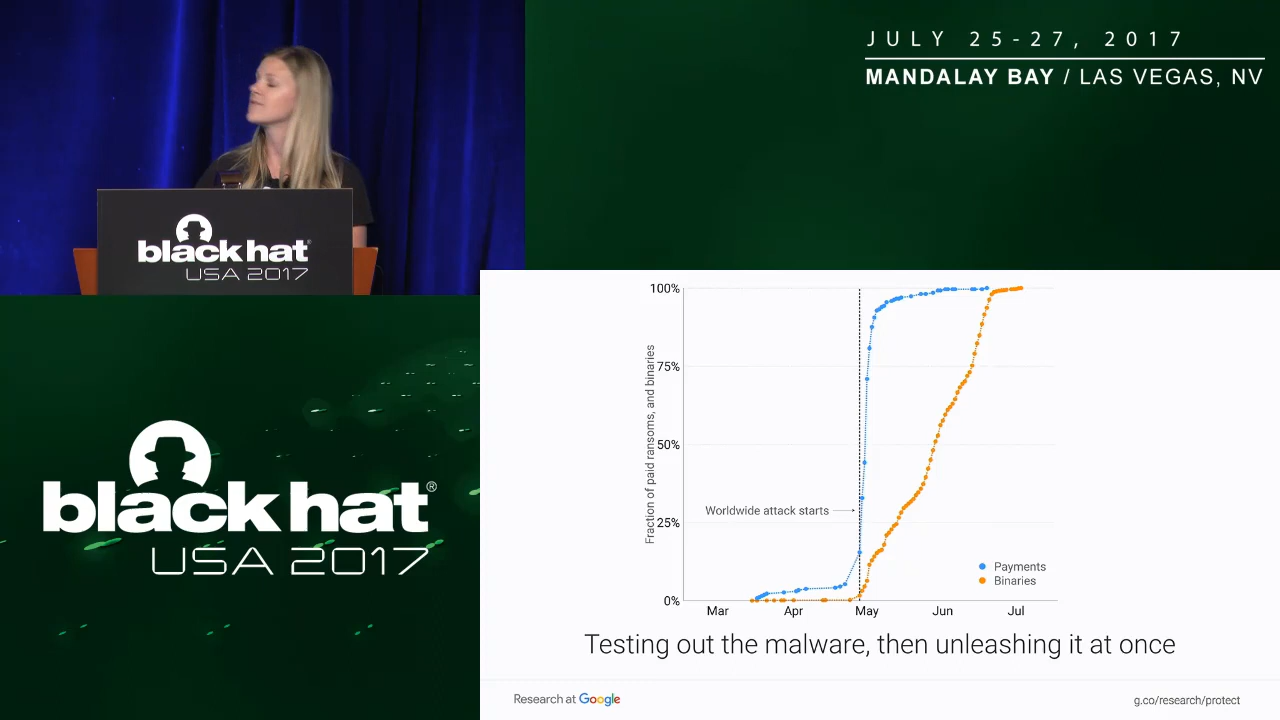 JULY 25-27, 2017
MANDALAY BAY / LAS VEGAS, NV
black hat®
USA 2017
black hat®
USA 2017
100%
75%
50%
25%
0%
Fraction of paid ransoms, and binaries
Worldwide attack starts
Payments
Binaries
Mar Apr May Jun Jul
Testing out the malware, then unleashing it at once
Research at Google
g.co/research/protect